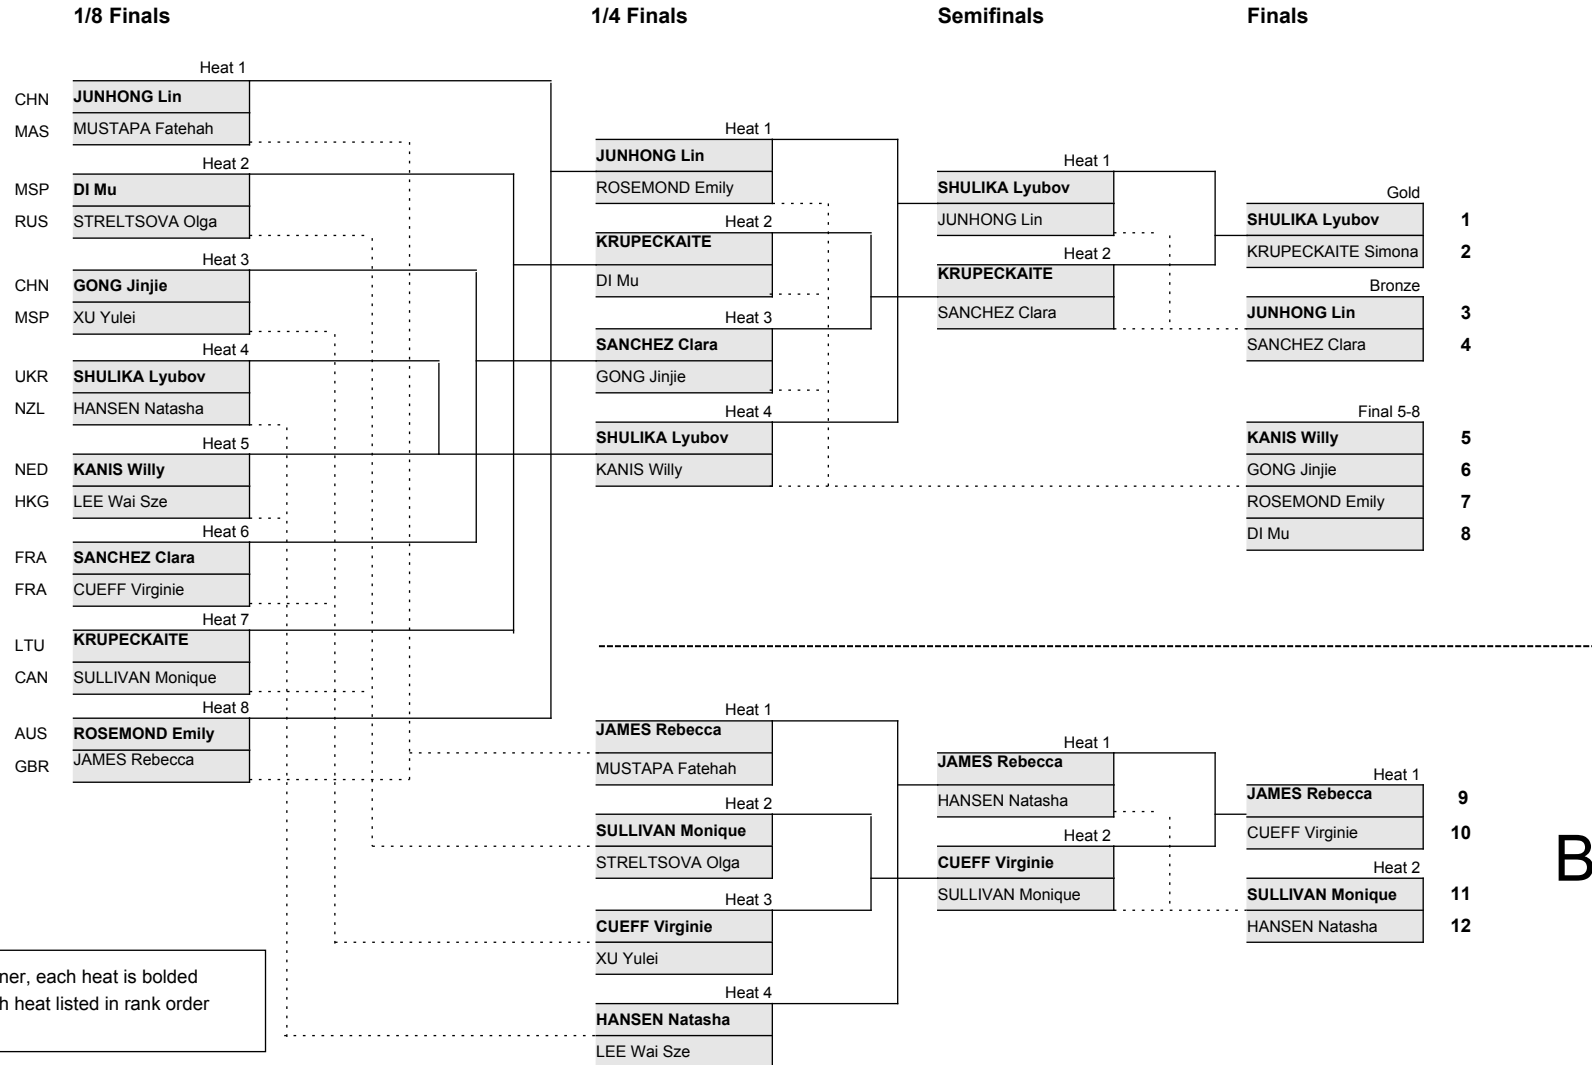 1/8 Finals
1/4 Finals
Semifinals
Finals
Heat 1
CHN JUNHONG Lin
MAS MUSTAPA Fatehah
Heat 2
MSP DI Mu
RUS STRELTSOVA Olga
Heat 3
CHN GONG Jinjie
MSP XU Yulei
Heat 4
UKR SHULIKA Lyubov
NZL HANSEN Natasha
Heat 5
NED KANIS Willy
HKG LEE Wai Sze
Heat 6
FRA SANCHEZ Clara
FRA CUEFF Virginie
Heat 7
LTU KRUPECKAITE
CAN SULLIVAN Monique
Heat 8
AUS ROSEMOND Emily
GBR JAMES Rebecca
Heat 1
JUNHONG Lin
ROSEMOND Emily
Heat 2
KRUPECKAITE
DI Mu
Heat 3
SANCHEZ Clara
GONG Jinjie
Heat 4
SHULIKA Lyubov
KANIS Willy
Heat 1
SHULIKA Lyubov
JUNHONG Lin
Heat 2
KRUPECKAITE
SANCHEZ Clara
Gold
SHULIKA Lyubov 1
KRUPECKAITE Simona 2
Bronze
JUNHONG Lin 3
SANCHEZ Clara 4
Final 5-8
KANIS Willy 5
GONG Jinjie 6
ROSEMOND Emily 7
DI Mu 8
Heat 1
JAMES Rebecca
MUSTAPA Fatehah
Heat 2
SULLIVAN Monique
STRELTSOVA Olga
Heat 3
CUEFF Virginie
XU Yulei
Heat 4
HANSEN Natasha
LEE Wai Sze
Heat 1
JAMES Rebecca
HANSEN Natasha
Heat 2
CUEFF Virginie
SULLIVAN Monique
Heat 1
JAMES Rebecca 9
CUEFF Virginie 10
Heat 2
SULLIVAN Monique 11
HANSEN Natasha 12
B
ner, each heat is bolded
h heat listed in rank order